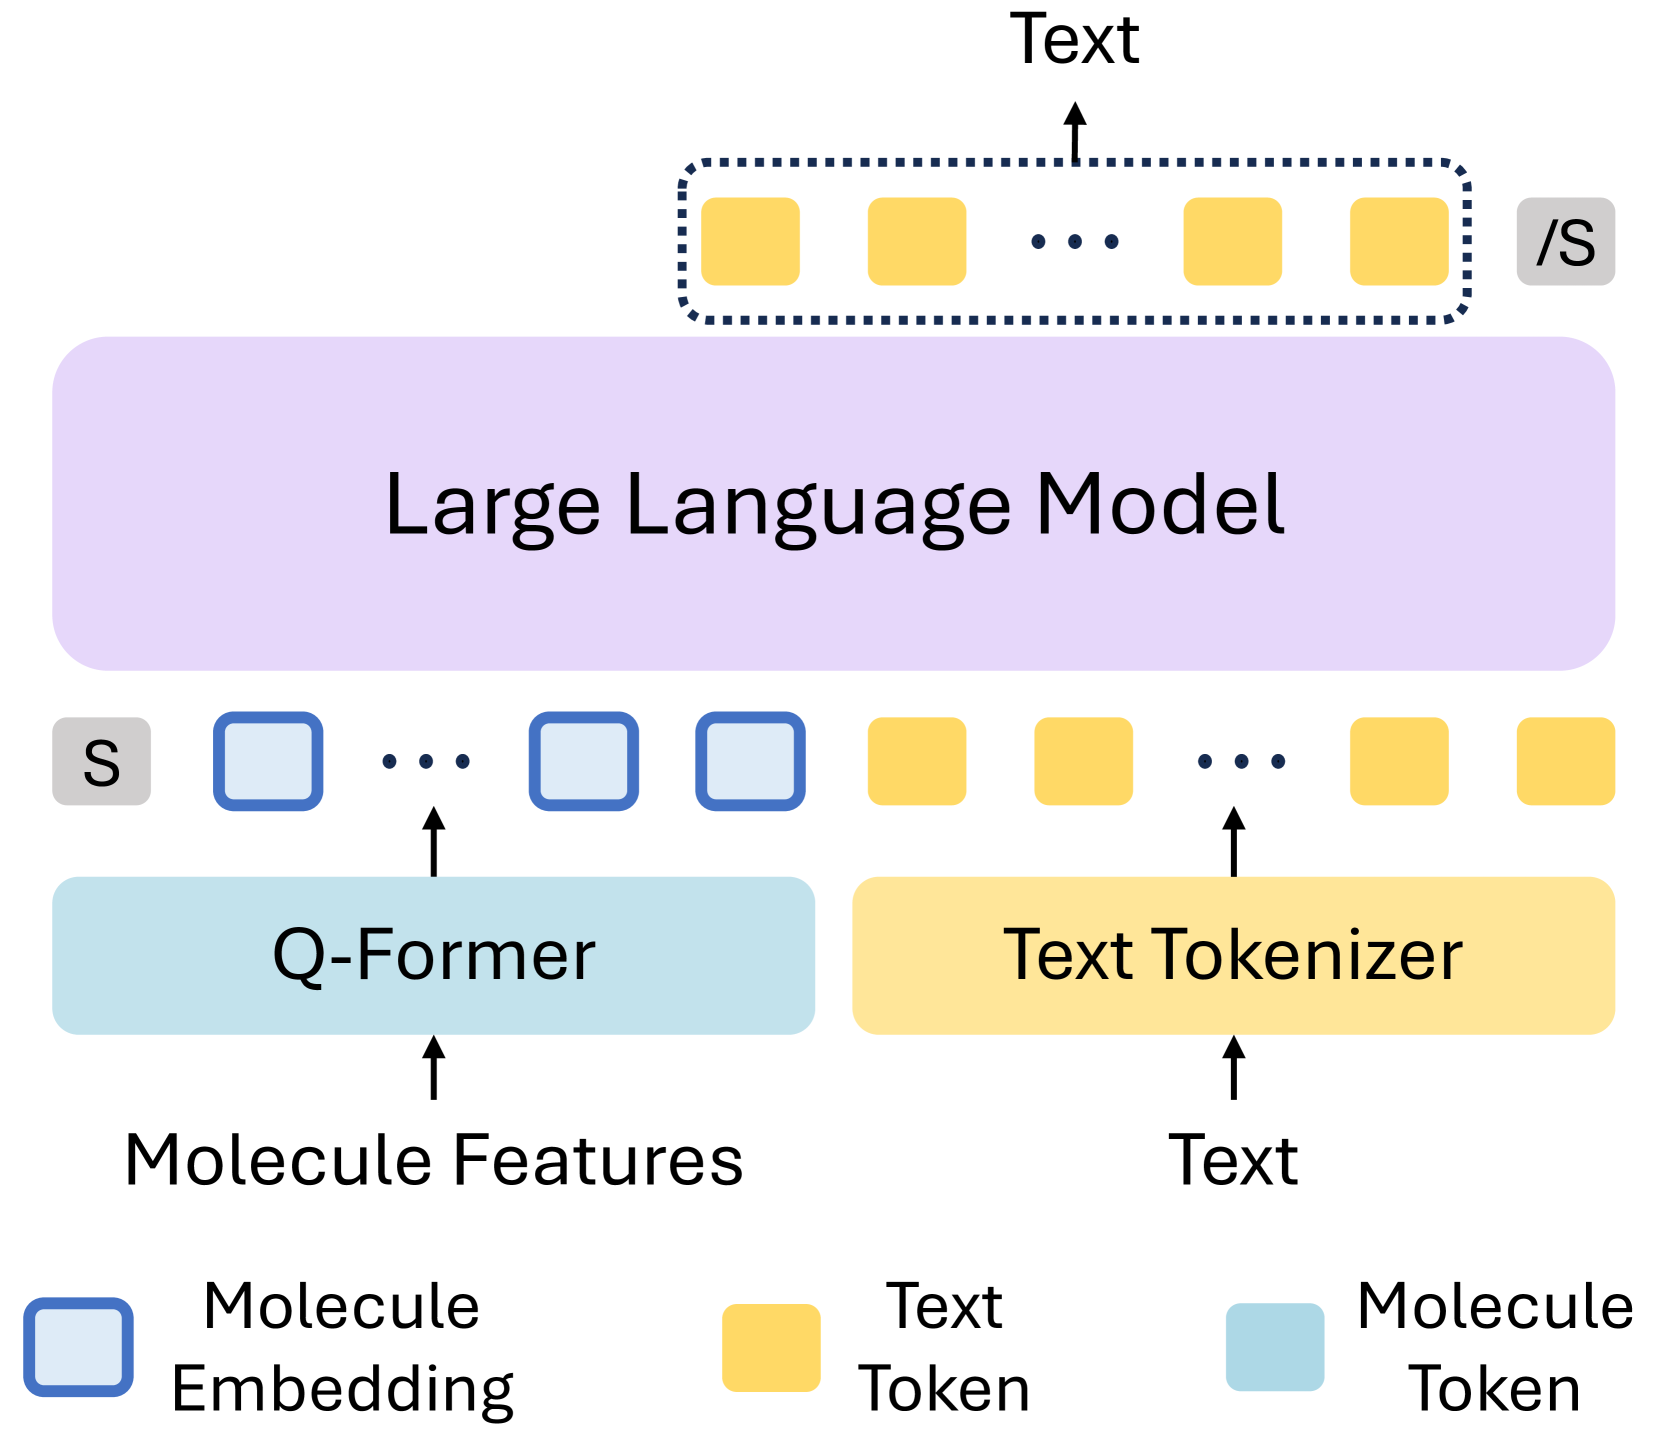 Text
/S
Large Language Model
S
Q-Former
Text Tokenizer
Molecule Features
Text
Molecule
Embedding
Text
Token
Molecule
Token